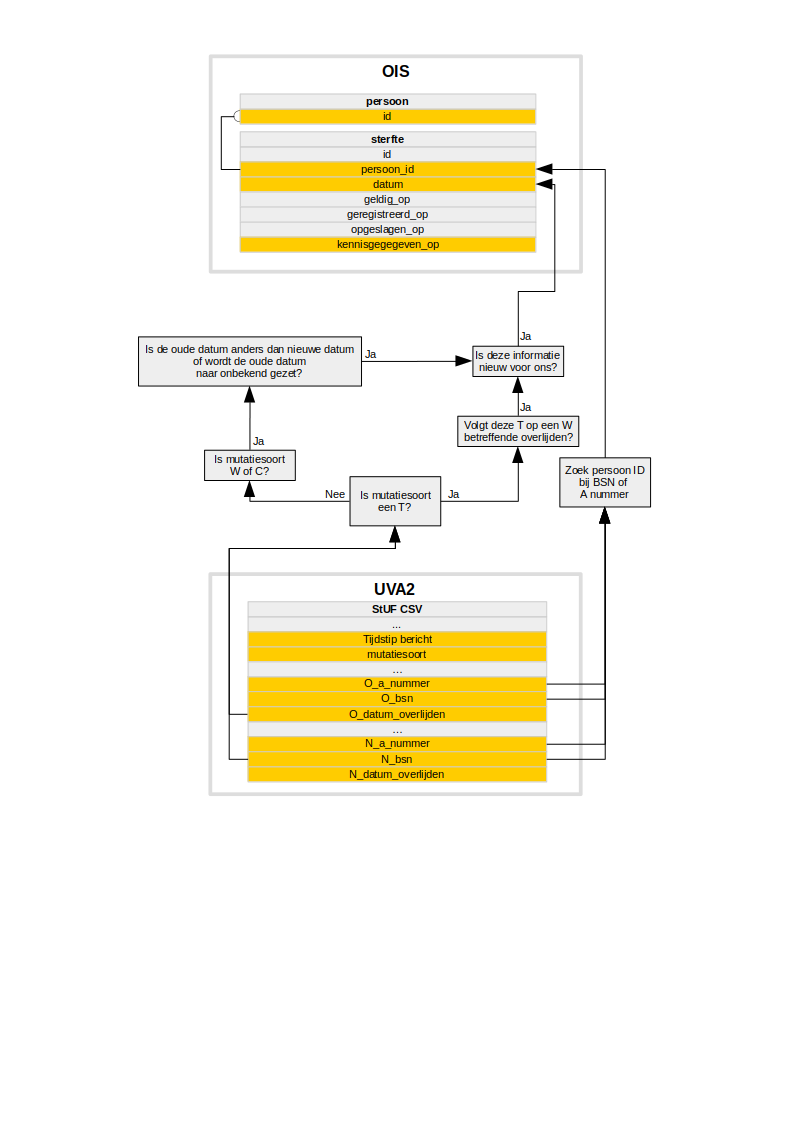 OIS
persoon
id
sterfte
id
persoon_id
datum
geldig_op
geregistreerd_op
opgeslagen_op
kennisgegegeven_op
Ja
Is de oude datum anders dan nieuwe datum
of wordt de oude datum
naar onbekend gezet?
Ja
Is deze informatie
nieuw voor ons?
Ja
Volgt deze T op een W
betreffende overlijden?
Ja
Is mutatiesoort
W of C?
Zoek persoon ID
bij BSN of
A nummer
Nee
Is mutatiesoort
een T?
Ja
UVA2
StUF CSV
...
Tijdstip bericht
mutatiesoort
...
O_a_nummer
O_bsn
O_datum_overlijden
...
N_a_nummer
N_bsn
N_datum_overlijden